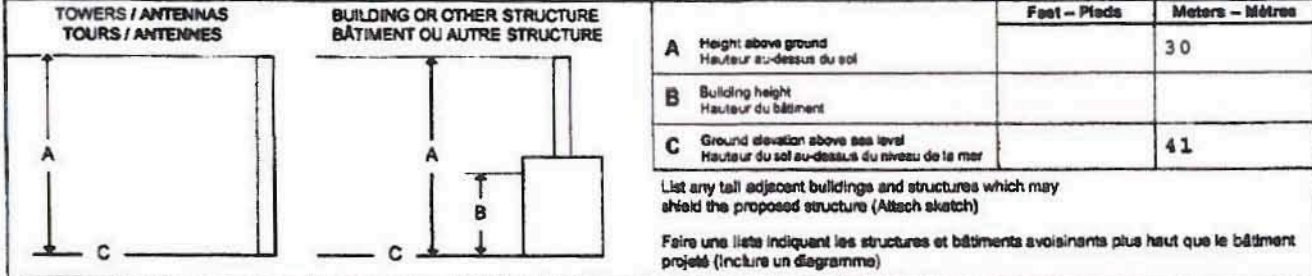 TOWERS / ANTENNAS
TOURS / ANTENNES
BUILDING OR OTHER STRUCTURE
BÂTIMENT OU AUTRE STRUCTURE
A
C
A
B
C
Feet – Pieds
Meters – Mètres
A Height above ground
Hauteur au-dessus du sol
30
B Building height
Hauteur du bâtiment
C Ground elevation above sea level
Hauteur du sol au-dessus du niveau de la mer
41
List any tall adjacent buildings and structures which may
shield the proposed structure (Attach sketch)
Faire une liste indiquant les structures et bâtiments avoisinants plus haut que le bâtiment
projeté (Inclure un diagramme)